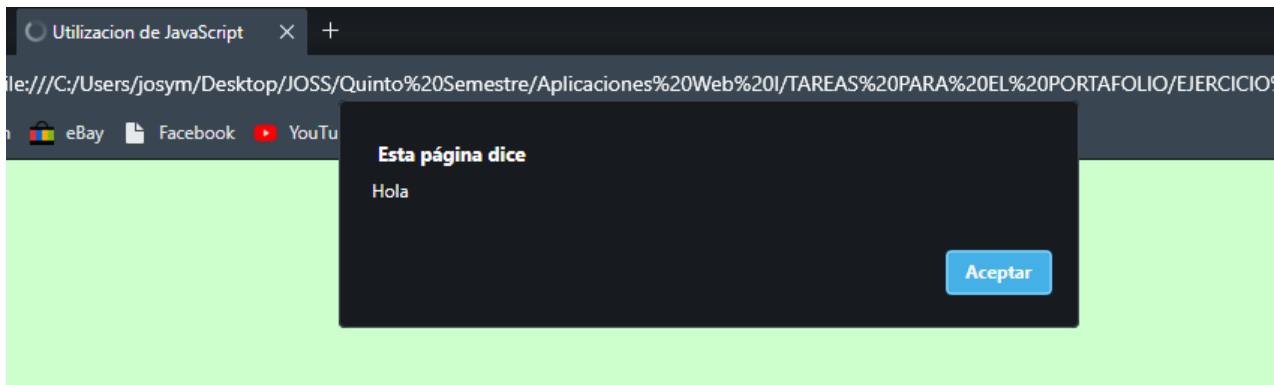 Utilizacion de JavaScript
ile:///C:/Users/josym/Desktop/JOSS/Quinto%20Semestre/Aplicaciones%20Web%20I/TAREAS%20PARA%20EL%20PORTAFOLIO/EJERCICIO%
eBay Facebook YouTu
Esta página dice
Hola
Aceptar